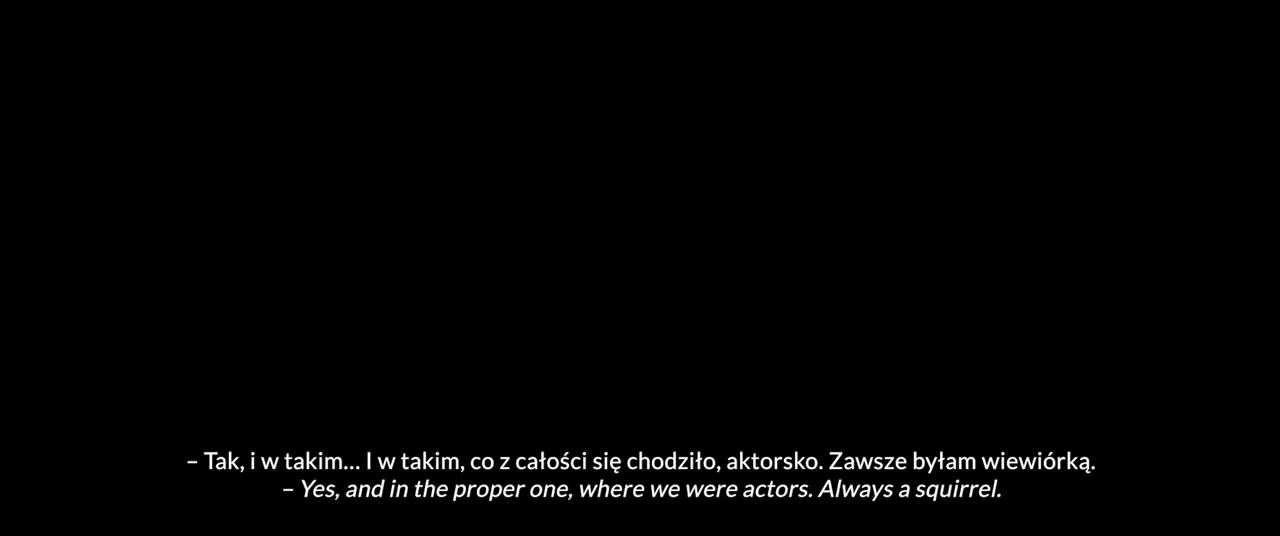 – Tak, i w takim... I w takim, co z całości się chodziło, aktorsko. Zawsze byłam wiewiórką.
– Yes, and in the proper one, where we were actors. Always a squirrel.